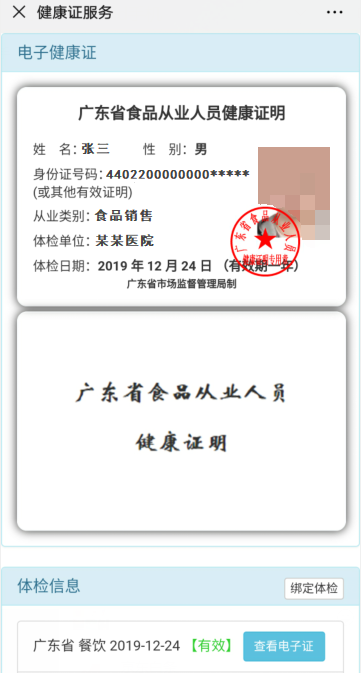 健康证服务
电子健康证
广东省食品从业人员健康证明
姓 名：张三 性 别：男
身份证号码：4402200000000*****
(或其他有效证明)
从业类别：食品销售
体检单位：某某医院
体检日期：2019 年 12 月 24 日 （有效期一年）
广东省市场监督管理局制
广东省食品从业人员
健康证明专用章
广东省食品从业人员
健康证明
体检信息
绑定体检
广东省 餐饮 2019-12-24 【有效】
查看电子证